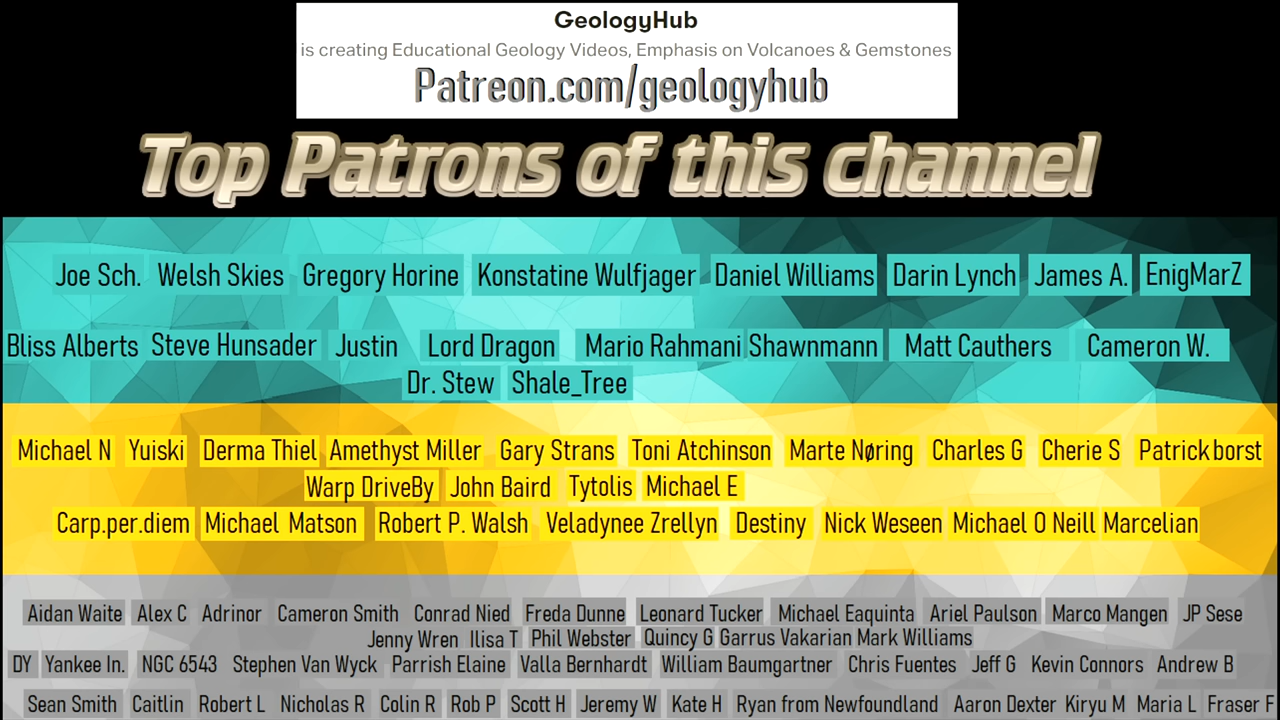 GeologyHub
is creating Educational Geology Videos, Emphasis on Volcanoes & Gemstones
Patreon.com/geologyhub
Top Patrons of this channel
Joe Sch. Welsh Skies Gregory Horine Konstatine Wulfjager Daniel Williams Darin Lynch James A. EnigMarZ
Bliss Alberts Steve Hunsader Justin Lord Dragon Mario Rahmani Shawnmann Matt Cauthers Cameron W.
Dr. Stew Shale_Tree
Michael N Yuiski Derma Thiel Amethyst Miller Gary Strans Toni Atchinson Marte Nøring Charles G Cherie S Patrick borst
Warp DriveBy John Baird Tytolis Michael E
Carp.per.diem Michael Matson Robert P. Walsh Veladynee Zrellyn Destiny Nick Weseen Michael O Neill Marcelian
Aidan Waite Alex C Adrinor Cameron Smith Conrad Nied Freda Dunne Leonard Tucker Michael Eaquinta Ariel Paulson Marco Mangen JP Sese
Jenny Wren Ilisa T Phil Webster Quincy G Garrus Vakarian Mark Williams
DY Yankee In. NGC 6543 Stephen Van Wyck Parrish Elaine Valla Bernhardt William Baumgartner Chris Fuentes Jeff G Kevin Connors Andrew B
Sean Smith Caitlin Robert L Nicholas R Colin R Rob P Scott H Jeremy W Kate H Ryan from Newfoundland Aaron Dexter Kiryu M Maria L Fraser F